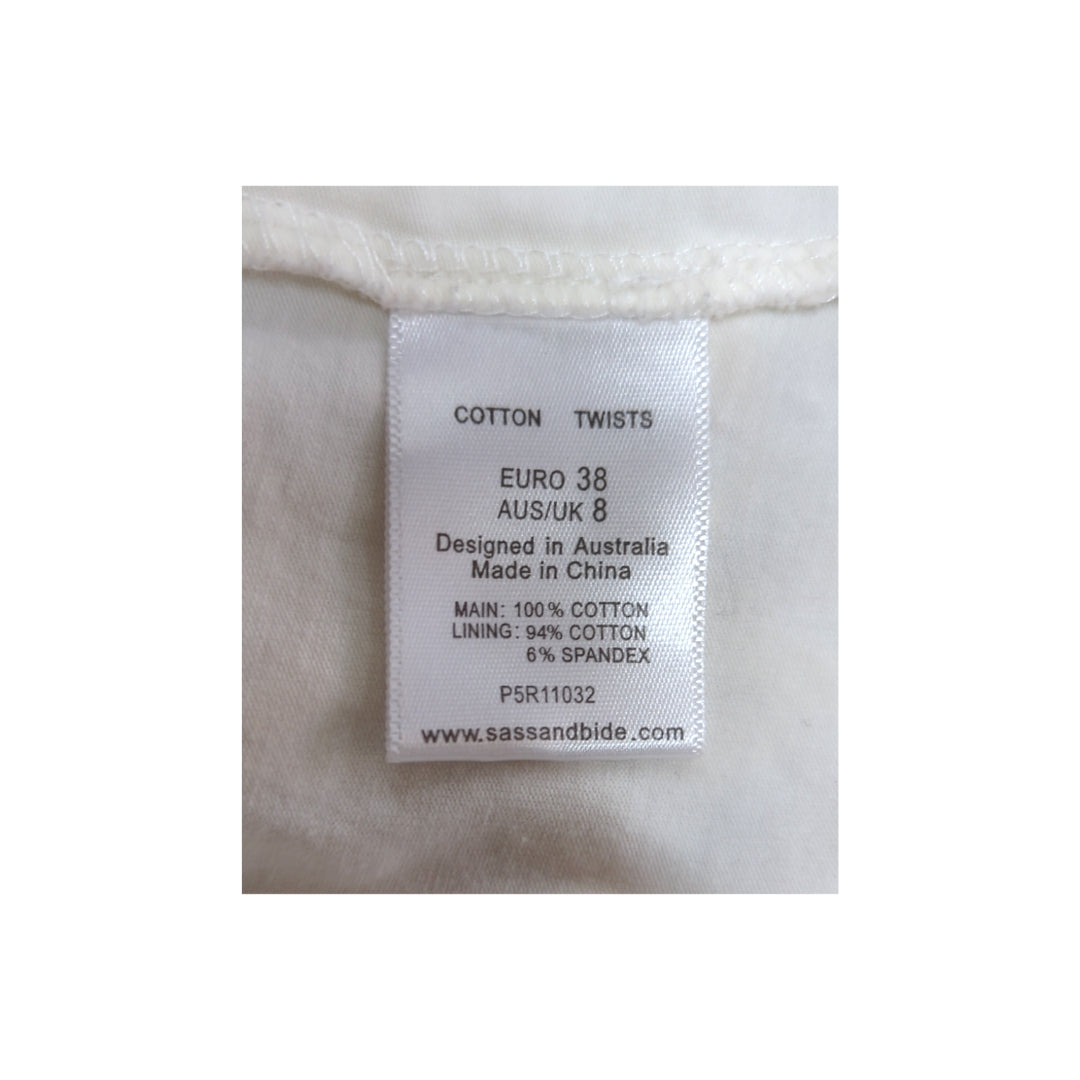 COTTON TWISTS
EURO 38
AUS/UK 8
Designed in Australia
Made in China
MAIN: 100% COTTON
LINING: 94% COTTON
6% SPANDEX
P5R11032
www.sassandbide.com